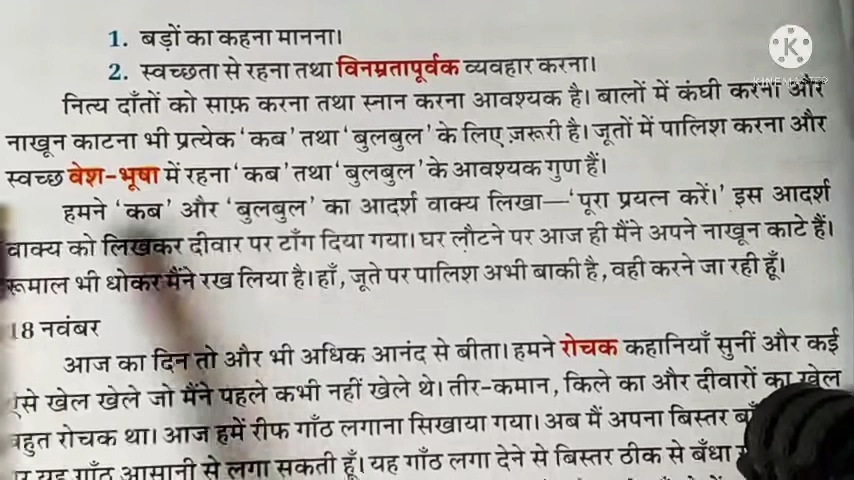 1. बड़ों का कहना मानना।
2. स्वच्छता से रहना तथा विनम्रतापूर्वक व्यवहार करना।
नित्य दाँतों को साफ़ करना तथा स्नान करना आवश्यक है। बालों में कंघी करना और
नाखून काटना भी प्रत्येक ‘कब’ तथा ‘बुलबुल’ के लिए ज़रूरी है। जूतों में पालिश करना और
स्वच्छ वेश-भूषा में रहना ‘कब’ तथा ‘बुलबुल’ के आवश्यक गुण हैं।
हमने ‘कब’ और ‘बुलबुल’ का आदर्श वाक्य लिखा—‘पूरा प्रयत्न करें।’ इस आदर्श
वाक्य को लिखकर दीवार पर टाँग दिया गया। घर लौटने पर आज ही मैंने अपने नाखून काटे हैं।
रूमाल भी धोकर मैंने रख लिया है। हाँ, जूते पर पालिश अभी बाकी है, वही करने जा रही हूँ।
18 नवंबर
आज का दिन तो और भी अधिक आनंद से बीता। हमने रोचक कहानियाँ सुनीं और कई
ऐसे खेल खेले जो मैंने पहले कभी नहीं खेले थे। तीर-कमान, किले का और दीवारों का खेल
बहुत रोचक था। आज हमें रीफ गाँठ लगाना सिखाया गया। अब मैं अपना बिस्तर
यह गाँठ आसानी से लगा सकती हूँ। यह गाँठ लगा देने से बिस्तर ठीक से बँधा
K
KINEMASTER